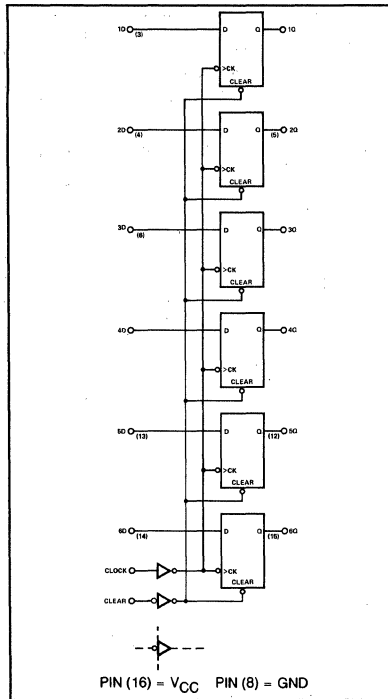 1D (3) D Q 1Q
>CK
CLEAR
2D (4) D Q (5) 2Q
>CK
CLEAR
3D (6) D Q 3Q
>CK
CLEAR
4D D Q 4Q
>CK
CLEAR
5D (13) D Q (12) 5Q
>CK
CLEAR
6D (14) D Q (15) 6Q
CLOCK >CK
CLEAR CLEAR
PIN (16) = VCC PIN (8) = GND